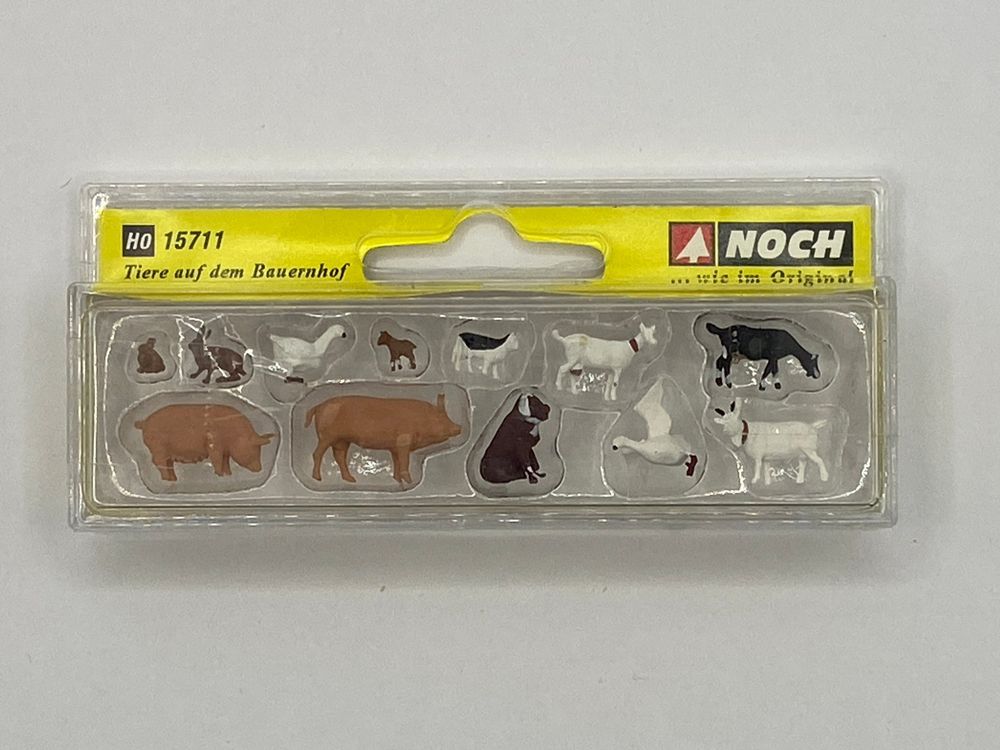 HO 15711
Tiere auf dem Bauernhof
NOCH
... wie im Original